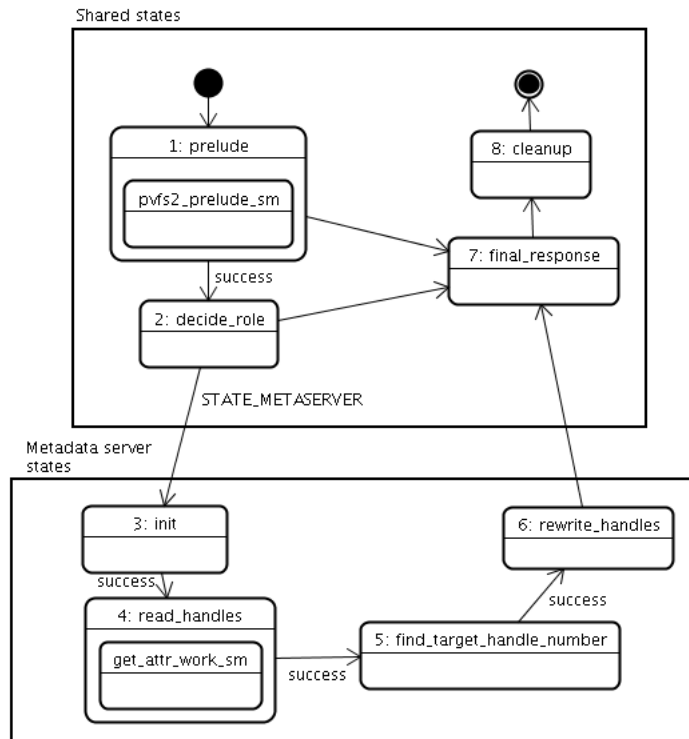 Shared states
1: prelude
pvfs2_prelude_sm
8: cleanup
7: final_response
success
2: decide_role
STATE_METASERVER
Metadata server
states
3: init
6: rewrite_handles
success
success
4: read_handles
5: find_target_handle_number
get_attr_work_sm
success